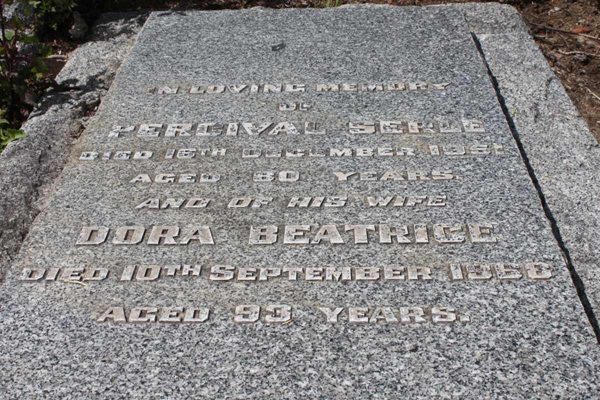 IN LOVING MEMORY
OF
PERCIVAL SERLE
DIED 16TH DECEMBER 1951
AGED 80 YEARS
AND OF HIS WIFE
DORA BEATRICE
DIED 10TH SEPTEMBER 1968
AGED 93 YEARS.